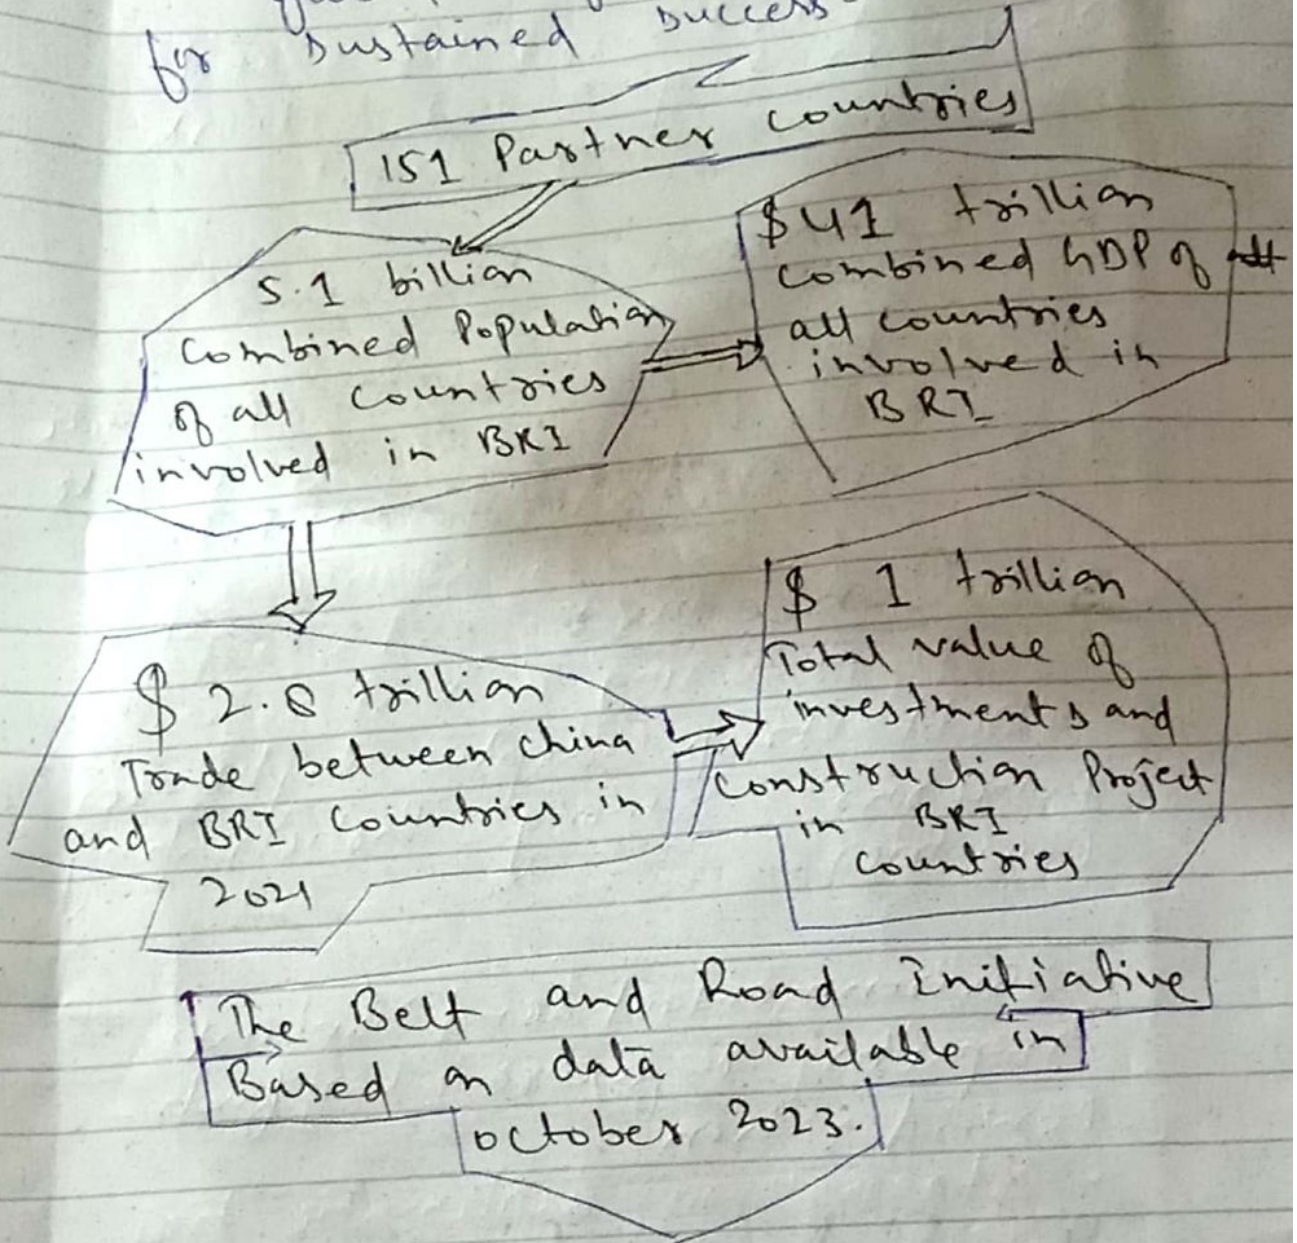 for sustained success
151 Partner countries
5.1 billion
combined Population
of all countries
involved in BRI
$41 trillion
combined GDP of
all countries
involved in
BRI
$ 2.8 trillion
Trade between china
and BRI countries in
2021
$ 1 trillion
Total value of
investments and
construction Project
in BRI
countries
The Belt and Road Initiative
Based on data available in
october 2023.